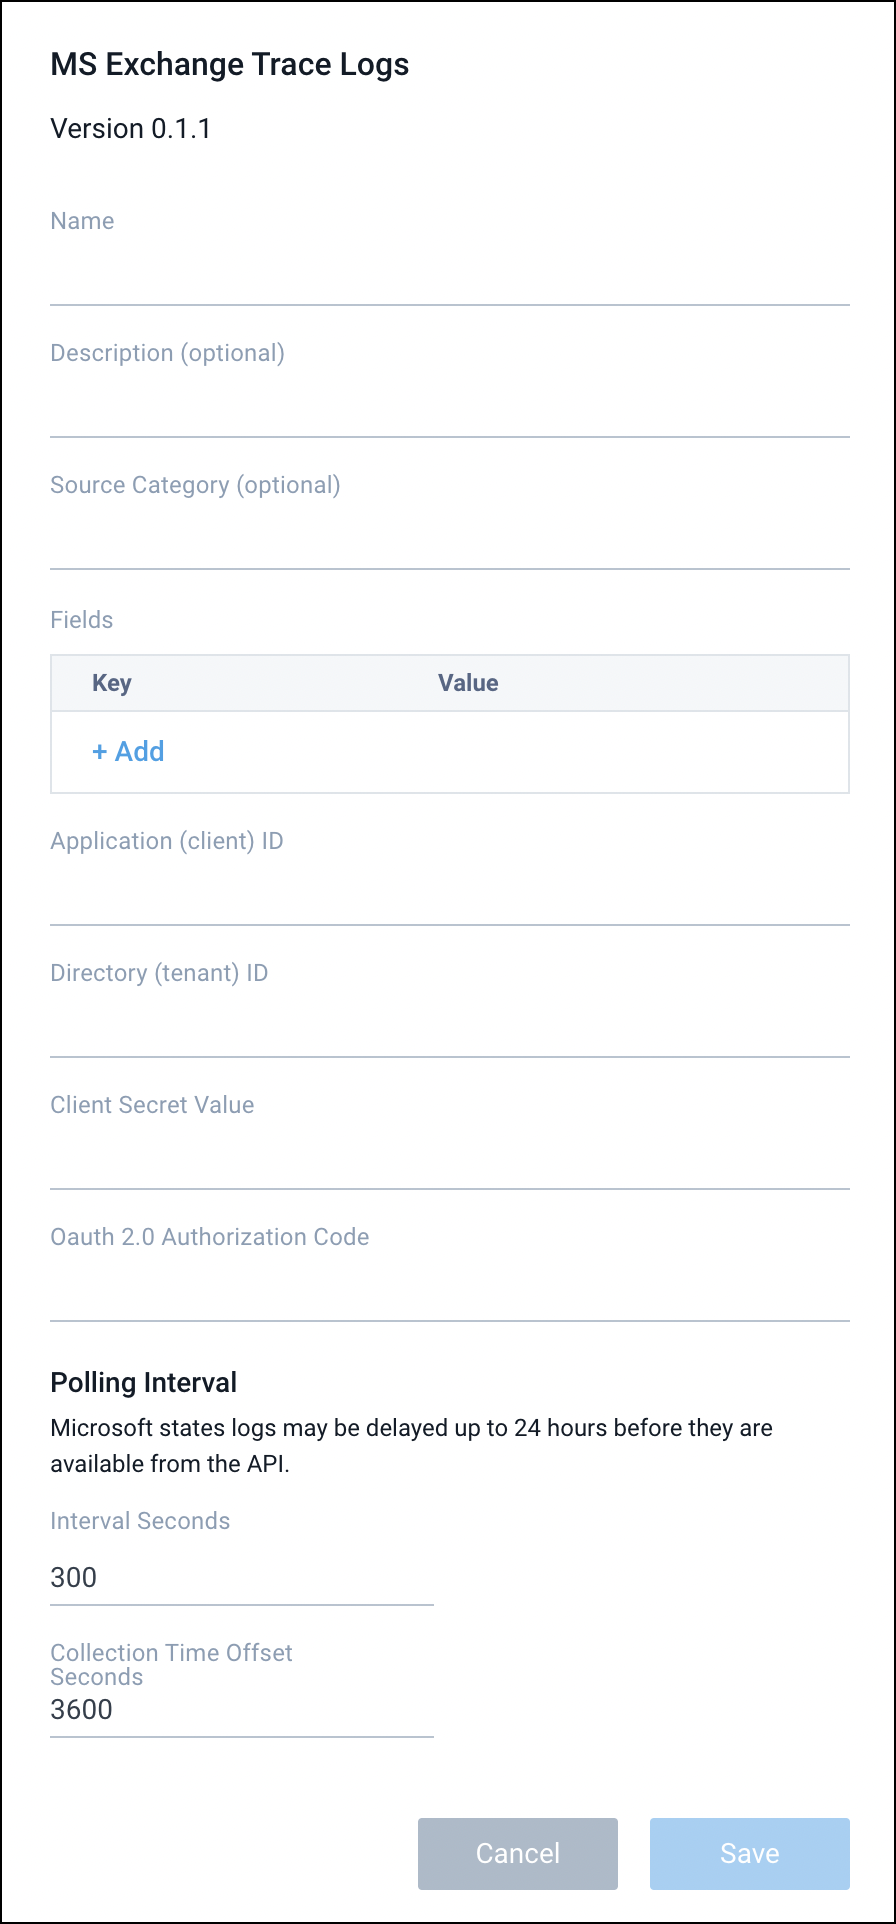 MS Exchange Trace Logs
Version 0.1.1
Name
Description (optional)
Source Category (optional)
Fields
Key Value
+ Add
Application (client) ID
Directory (tenant) ID
Client Secret Value
Oauth 2.0 Authorization Code
Polling Interval
Microsoft states logs may be delayed up to 24 hours before they are
available from the API.
Interval Seconds
300
Collection Time Offset
Seconds
3600
Cancel Save